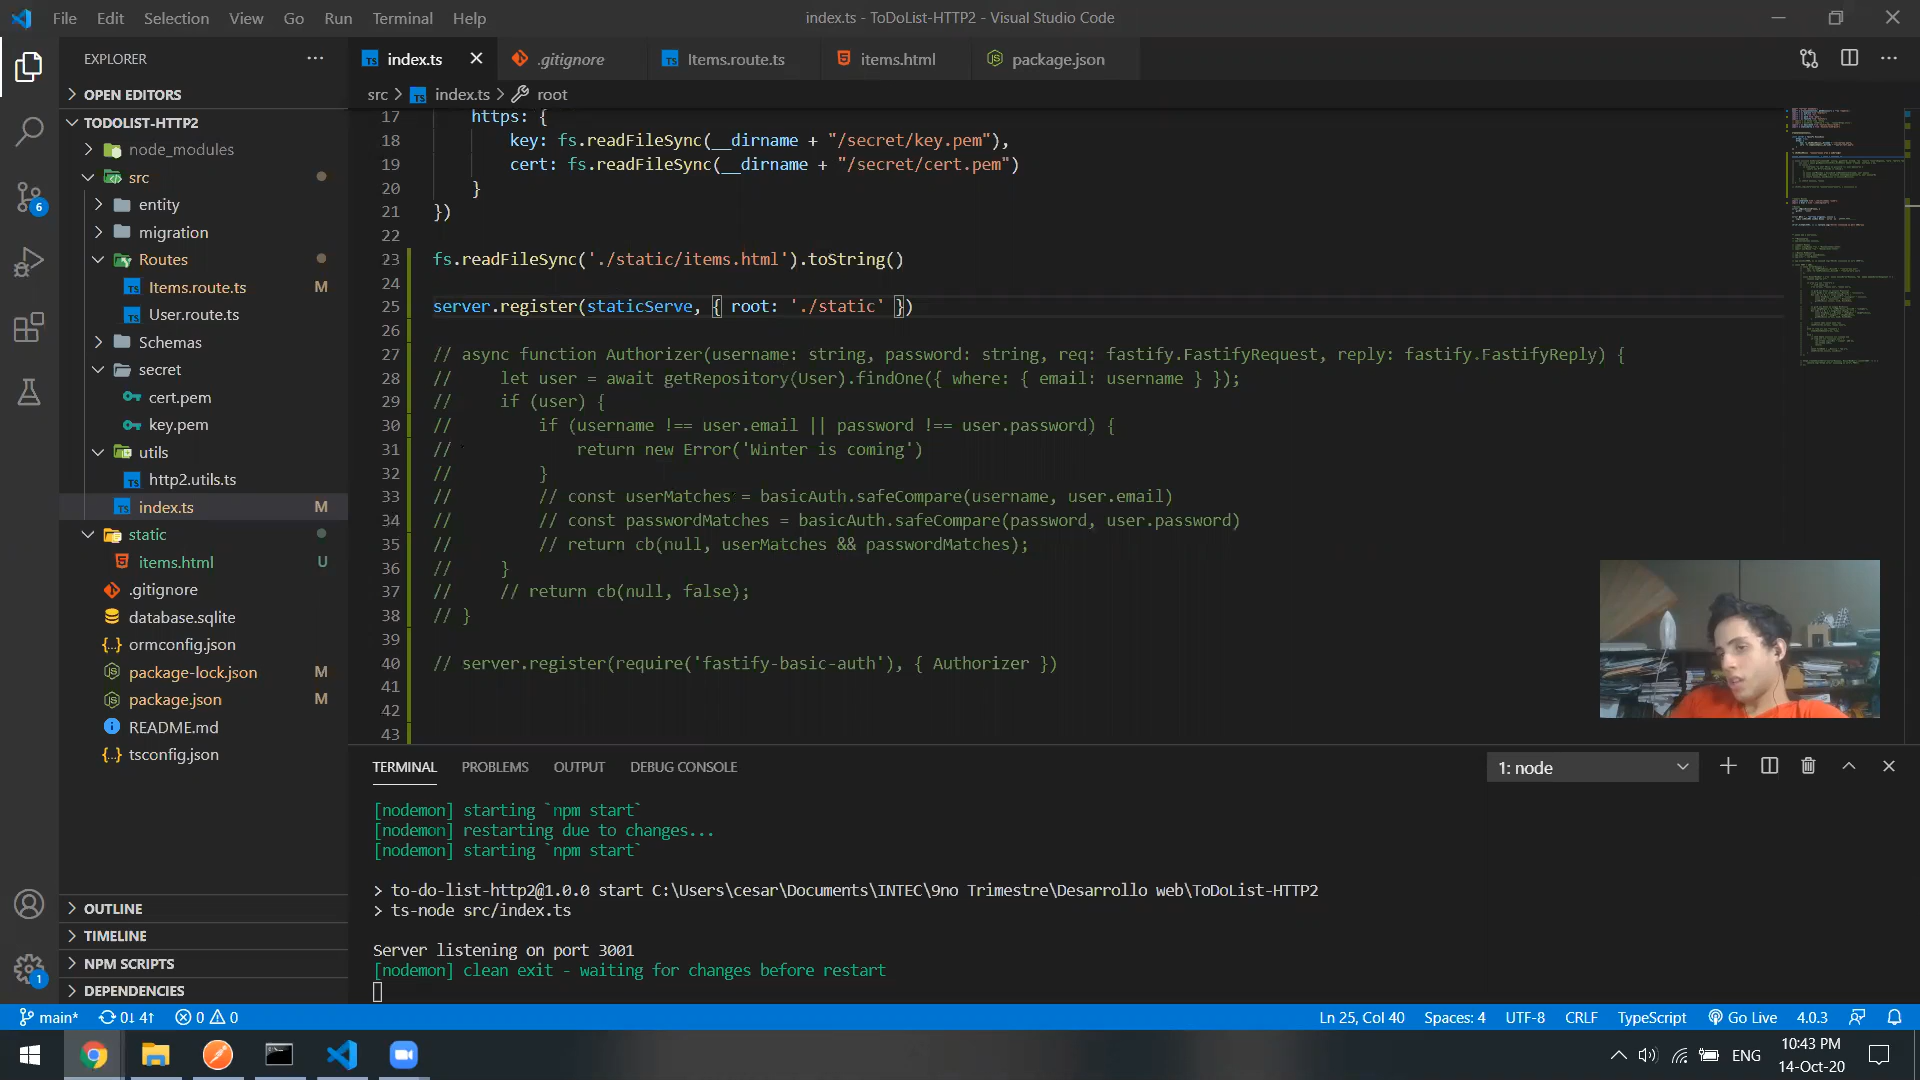 File Edit Selection View Go Run Terminal Help
index.ts - ToDoList-HTTP2 - Visual Studio Code
EXPLORER
index.ts
.gitignore
Items.route.ts
items.html
package.json
OPEN EDITORS
src > index.ts > root
TODOLIST-HTTP2
node_modules
src
entity
migration
Routes
Items.route.ts M
User.route.ts
Schemas
secret
cert.pem
key.pem
utils
http2.utils.ts
index.ts M
static
items.html U
.gitignore
database.sqlite
ormconfig.json
package-lock.json M
package.json M
README.md
tsconfig.json
OUTLINE
TIMELINE
NPM SCRIPTS
DEPENDENCIES
6
1
17 https: {
18 key: fs.readFileSync(__dirname + "/secret/key.pem"),
19 cert: fs.readFileSync(__dirname + "/secret/cert.pem")
20 }
21 })
22
23 fs.readFileSync('./static/items.html').toString()
24
25 server.register(staticServe, { root: './static' })
26
27 // async function Authorizer(username: string, password: string, req: fastify.FastifyRequest, reply: fastify.FastifyReply) {
28 // let user = await getRepository(User).findOne({ where: { email: username } });
29 // if (user) {
30 // if (username !== user.email || password !== user.password) {
31 // return new Error('Winter is coming')
32 // }
33 // // const userMatches = basicAuth.safeCompare(username, user.email)
34 // // const passwordMatches = basicAuth.safeCompare(password, user.password)
35 // // return cb(null, userMatches && passwordMatches);
36 // }
37 // // return cb(null, false);
38 // }
39
40 // server.register(require('fastify-basic-auth'), { Authorizer })
41
42
43
TERMINAL PROBLEMS OUTPUT DEBUG CONSOLE
1: node
[nodemon] starting `npm start`
[nodemon] restarting due to changes...
[nodemon] starting `npm start`
> to-do-list-http2@1.0.0 start C:\Users\cesar\Documents\INTEC\9no Trimestre\Desarrollo web\ToDoList-HTTP2
> ts-node src/index.ts
Server listening on port 3001
[nodemon] clean exit - waiting for changes before restart
main* 0↓ 4↑ 0 0
Ln 25, Col 40 Spaces: 4 UTF-8 CRLF TypeScript Go Live 4.0.3
ENG
10:43 PM
14-Oct-20